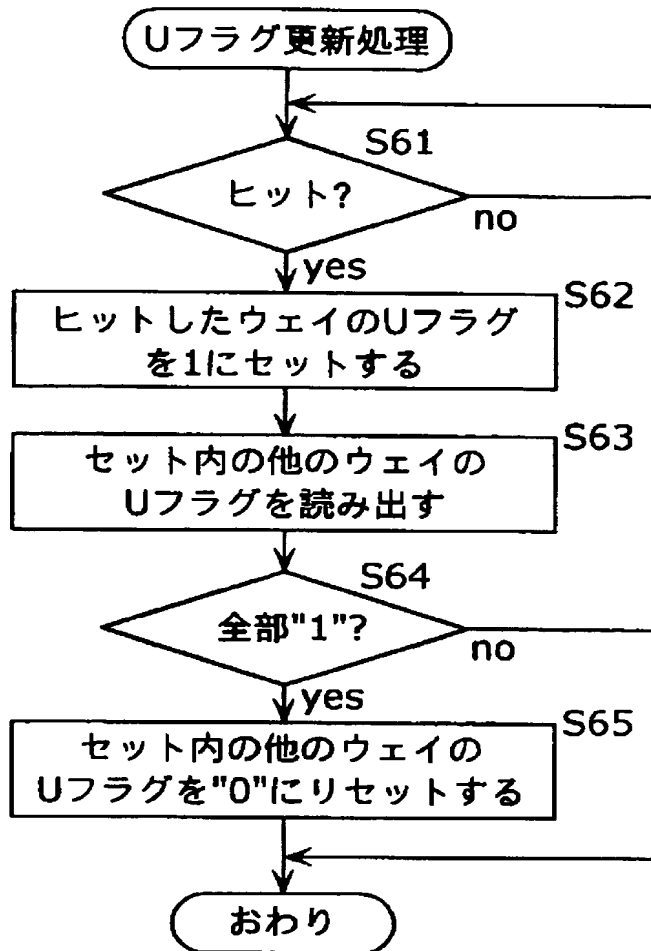 Uフラグ更新処理
S61
ヒット?
no
yes
S62
ヒットしたウェイのUフラグ
を1にセットする
S63
セット内の他のウェイの
Uフラグを読み出す
S64
全部"1"?
no
yes
S65
セット内の他のウェイの
Uフラグを"0"にリセットする
おわり